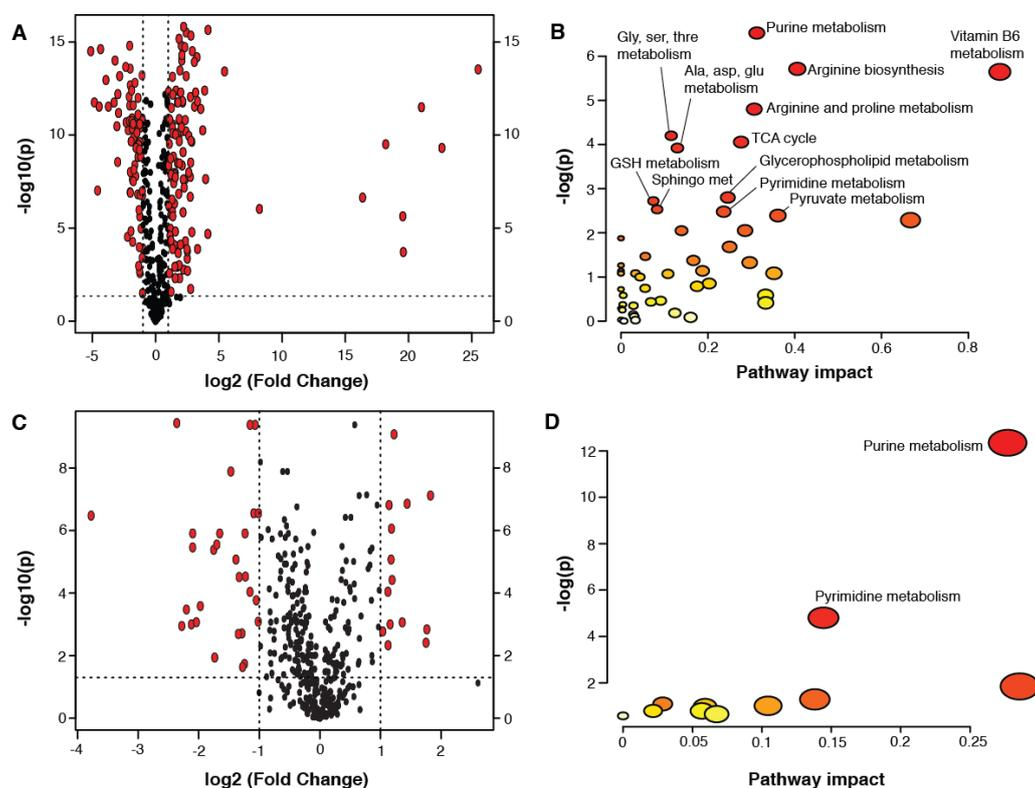 A
15
10
5
0
15
10
5
0
-log10(p)
-5
0
5
10
15
20
25
log2 (Fold Change)
B
Purine metabolism
Gly, ser, thre
metabolism
Vitamin B6
metabolism
Ala, asp, glu
metabolism
Arginine biosynthesis
Arginine and proline metabolism
TCA cycle
Glycerophospholipid metabolism
GSH metabolism
Sphingo met
Pyrimidine metabolism
Pyruvate metabolism
6
5
4
3
2
1
0
-log(p)
0
0.2
0.4
0.6
0.8
Pathway impact
C
8
6
4
2
0
8
6
4
2
0
-log10(p)
-4
-3
-2
-1
0
1
2
log2 (Fold Change)
D
Purine metabolism
Pyrimidine metabolism
12
10
8
6
4
2
-log(p)
0
0.05
0.1
0.15
0.2
0.25
Pathway impact